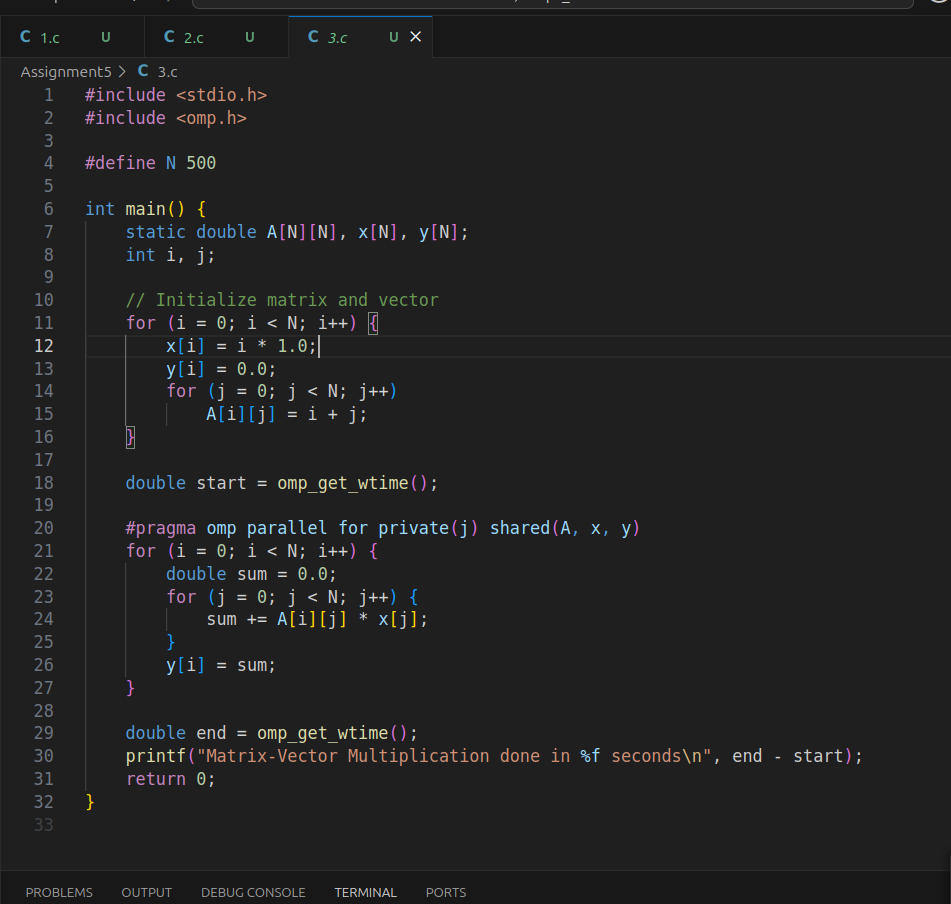 C 1.c U C 2.c U C 3.c U ×
Assignment5 > C 3.c
1 #include <stdio.h>
2 #include <omp.h>
3
4 #define N 500
5
6 int main() {
7     static double A[N][N], x[N], y[N];
8     int i, j;
9
10     // Initialize matrix and vector
11     for (i = 0; i < N; i++) {
12         x[i] = i * 1.0;
13         y[i] = 0.0;
14         for (j = 0; j < N; j++)
15             A[i][j] = i + j;
16     }
17
18     double start = omp_get_wtime();
19
20     #pragma omp parallel for private(j) shared(A, x, y)
21     for (i = 0; i < N; i++) {
22         double sum = 0.0;
23         for (j = 0; j < N; j++) {
24             sum += A[i][j] * x[j];
25         }
26         y[i] = sum;
27     }
28
29     double end = omp_get_wtime();
30     printf("Matrix-Vector Multiplication done in %f seconds\n", end - start);
31     return 0;
32 }
33
PROBLEMS OUTPUT DEBUG CONSOLE TERMINAL PORTS